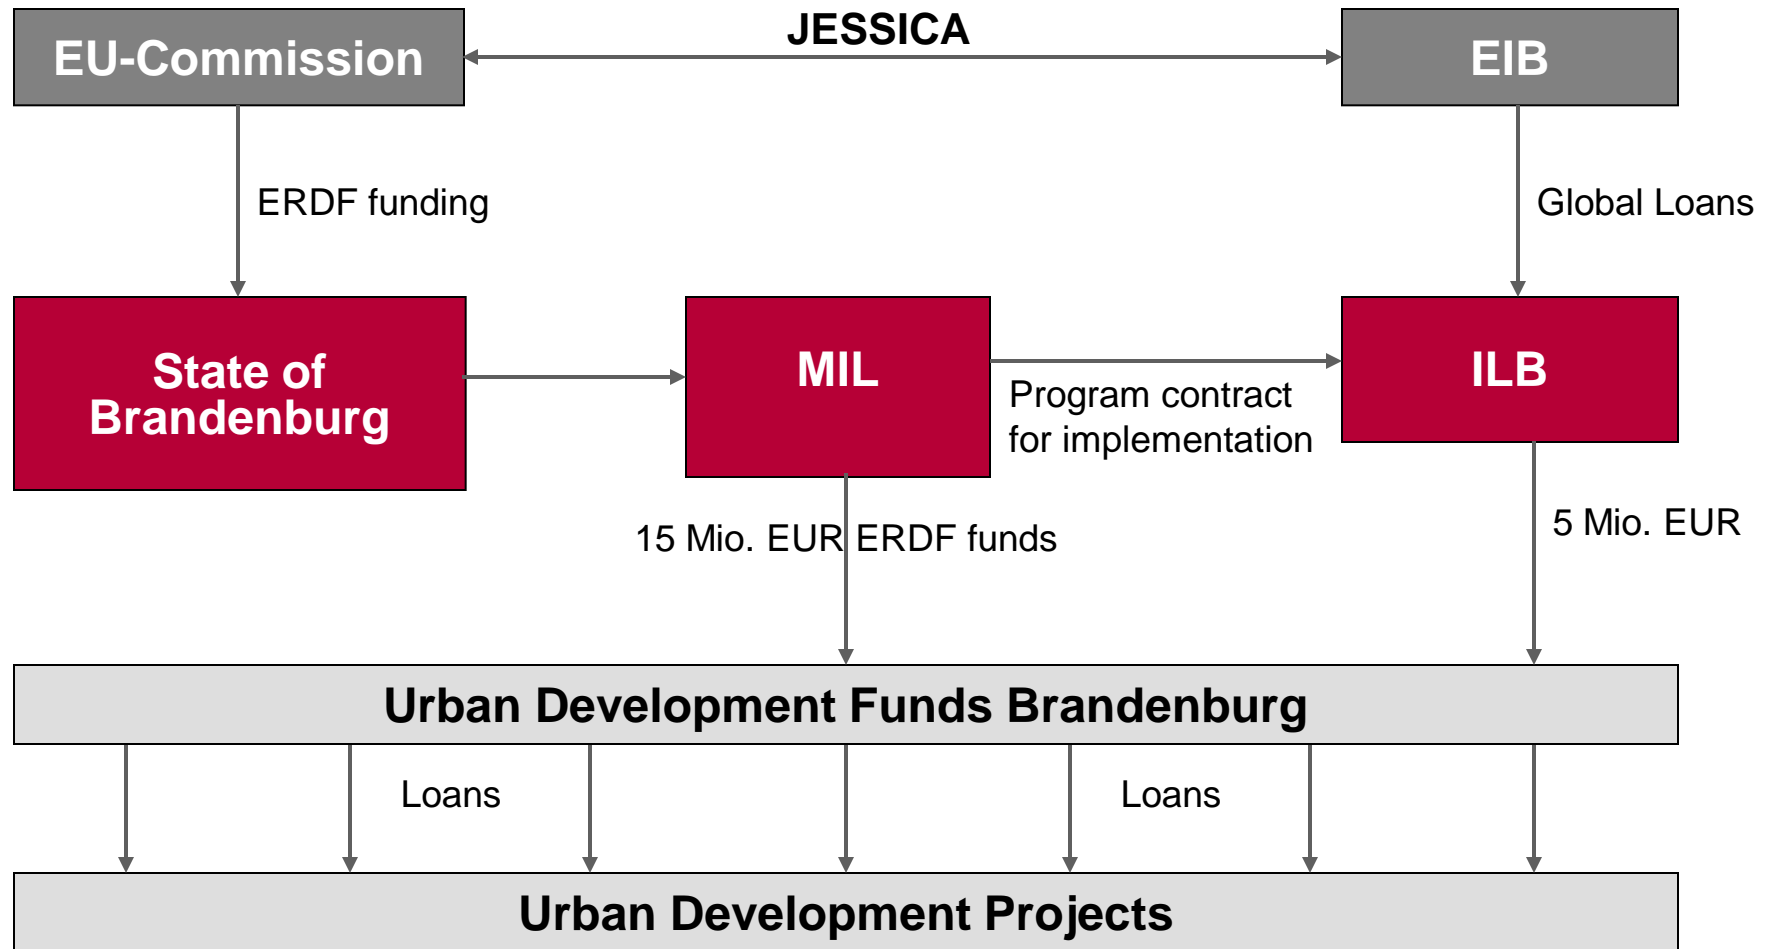 JESSICA
EU-Commission
EIB
ERDF funding
Global Loans
State of
Brandenburg
MIL
Program contract
for implementation
ILB
15 Mio. EUR ERDF funds
5 Mio. EUR
Urban Development Funds Brandenburg
Loans
Loans
Urban Development Projects